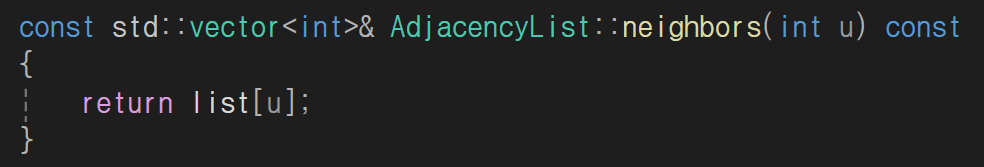 const std::vector<int>& AdjacencyList::neighbors(int u) const
{
    return list[u];
}